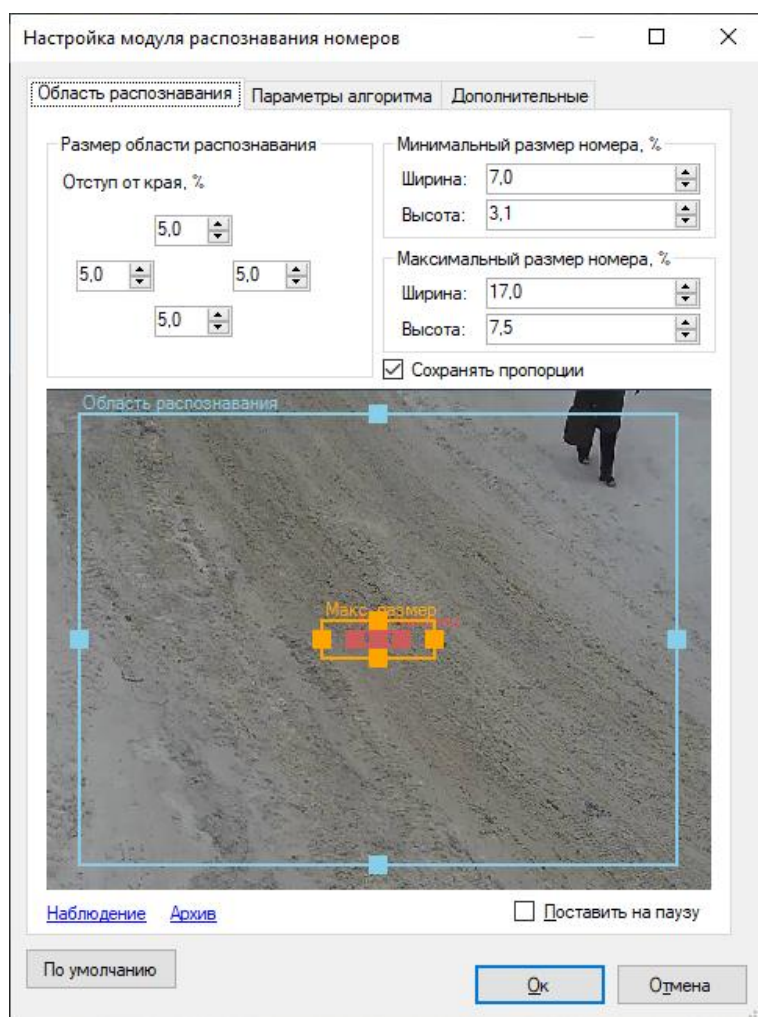 Настройка модуля распознавания номеров
Область распознавания Параметры алгоритма Дополнительные
Размер области распознавания
Отступ от края, %
5,0
5,0 5,0
5,0
Минимальный размер номера, %
Ширина: 7,0
Высота: 3,1
Максимальный размер номера, %
Ширина: 17,0
Высота: 7,5
Сохранять пропорции
Область распознавания
Макс. размер
Наблюдение Архив
Поставить на паузу
По умолчанию
Ок
Отмена